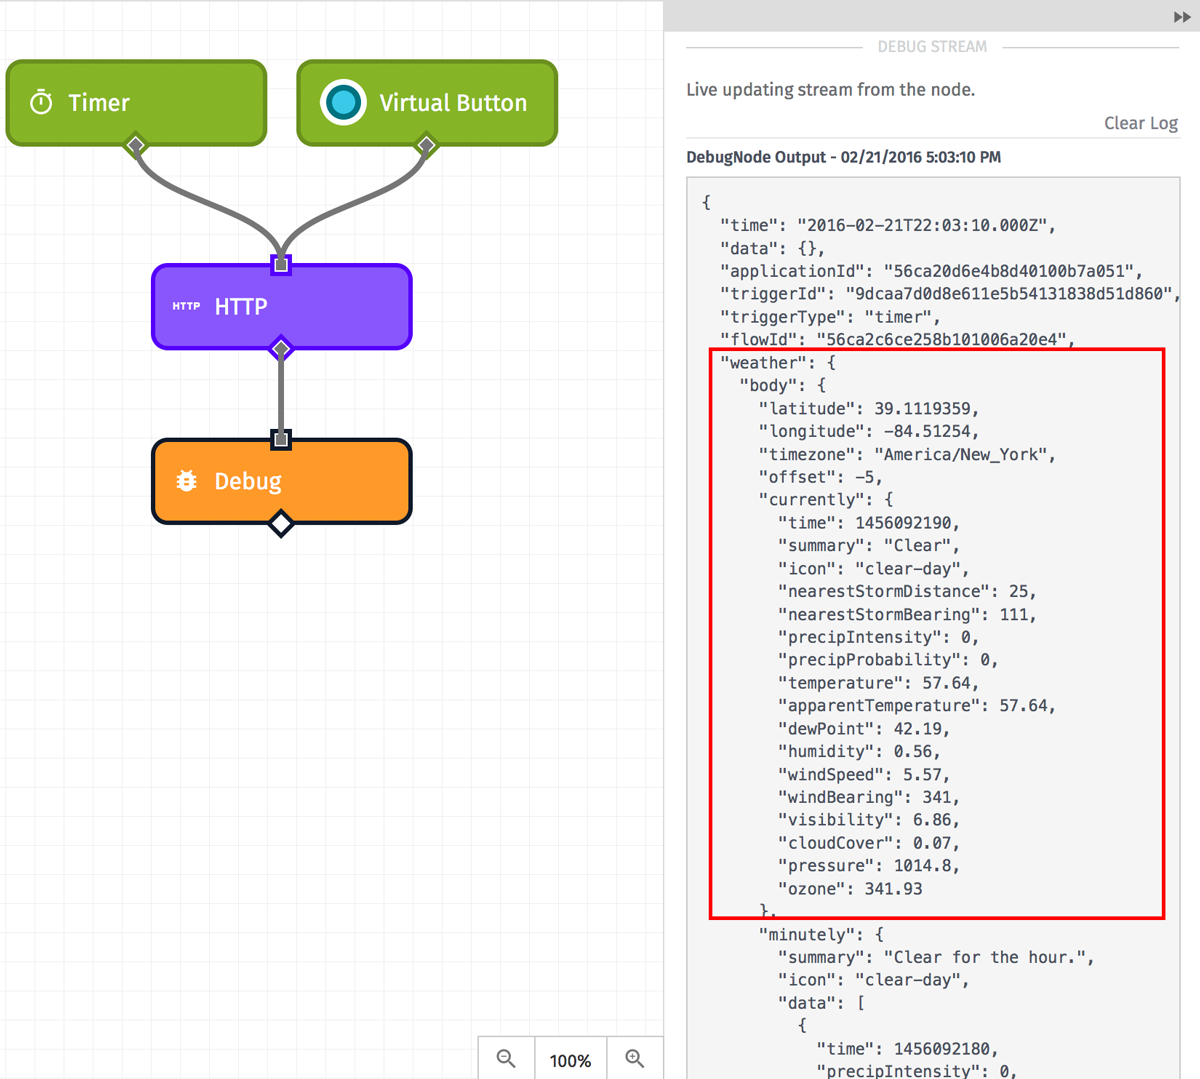 Timer
Virtual Button
HTTP HTTP
Debug
100%
DEBUG STREAM
Live updating stream from the node.
Clear Log
DebugNode Output - 02/21/2016 5:03:10 PM
{
"time": "2016-02-21T22:03:10.000Z",
"data": {},
"applicationId": "56ca20d6e4b8d40100b7a051",
"triggerId": "9dcaa7d0d8e611e5b54131838d51d860",
"triggerType": "timer",
"flowId": "56ca2c6ce258b101006a20e4",
"weather": {
"body": {
"latitude": 39.1119359,
"longitude": -84.51254,
"timezone": "America/New_York",
"offset": -5,
"currently": {
"time": 1456092190,
"summary": "Clear",
"icon": "clear-day",
"nearestStormDistance": 25,
"nearestStormBearing": 111,
"precipIntensity": 0,
"precipProbability": 0,
"temperature": 57.64,
"apparentTemperature": 57.64,
"dewPoint": 42.19,
"humidity": 0.56,
"windSpeed": 5.57,
"windBearing": 341,
"visibility": 6.86,
"cloudCover": 0.07,
"pressure": 1014.8,
"ozone": 341.93
},
"minutely": {
"summary": "Clear for the hour.",
"icon": "clear-day",
"data": [
{
"time": 1456092180,
"precipIntensity": 0,